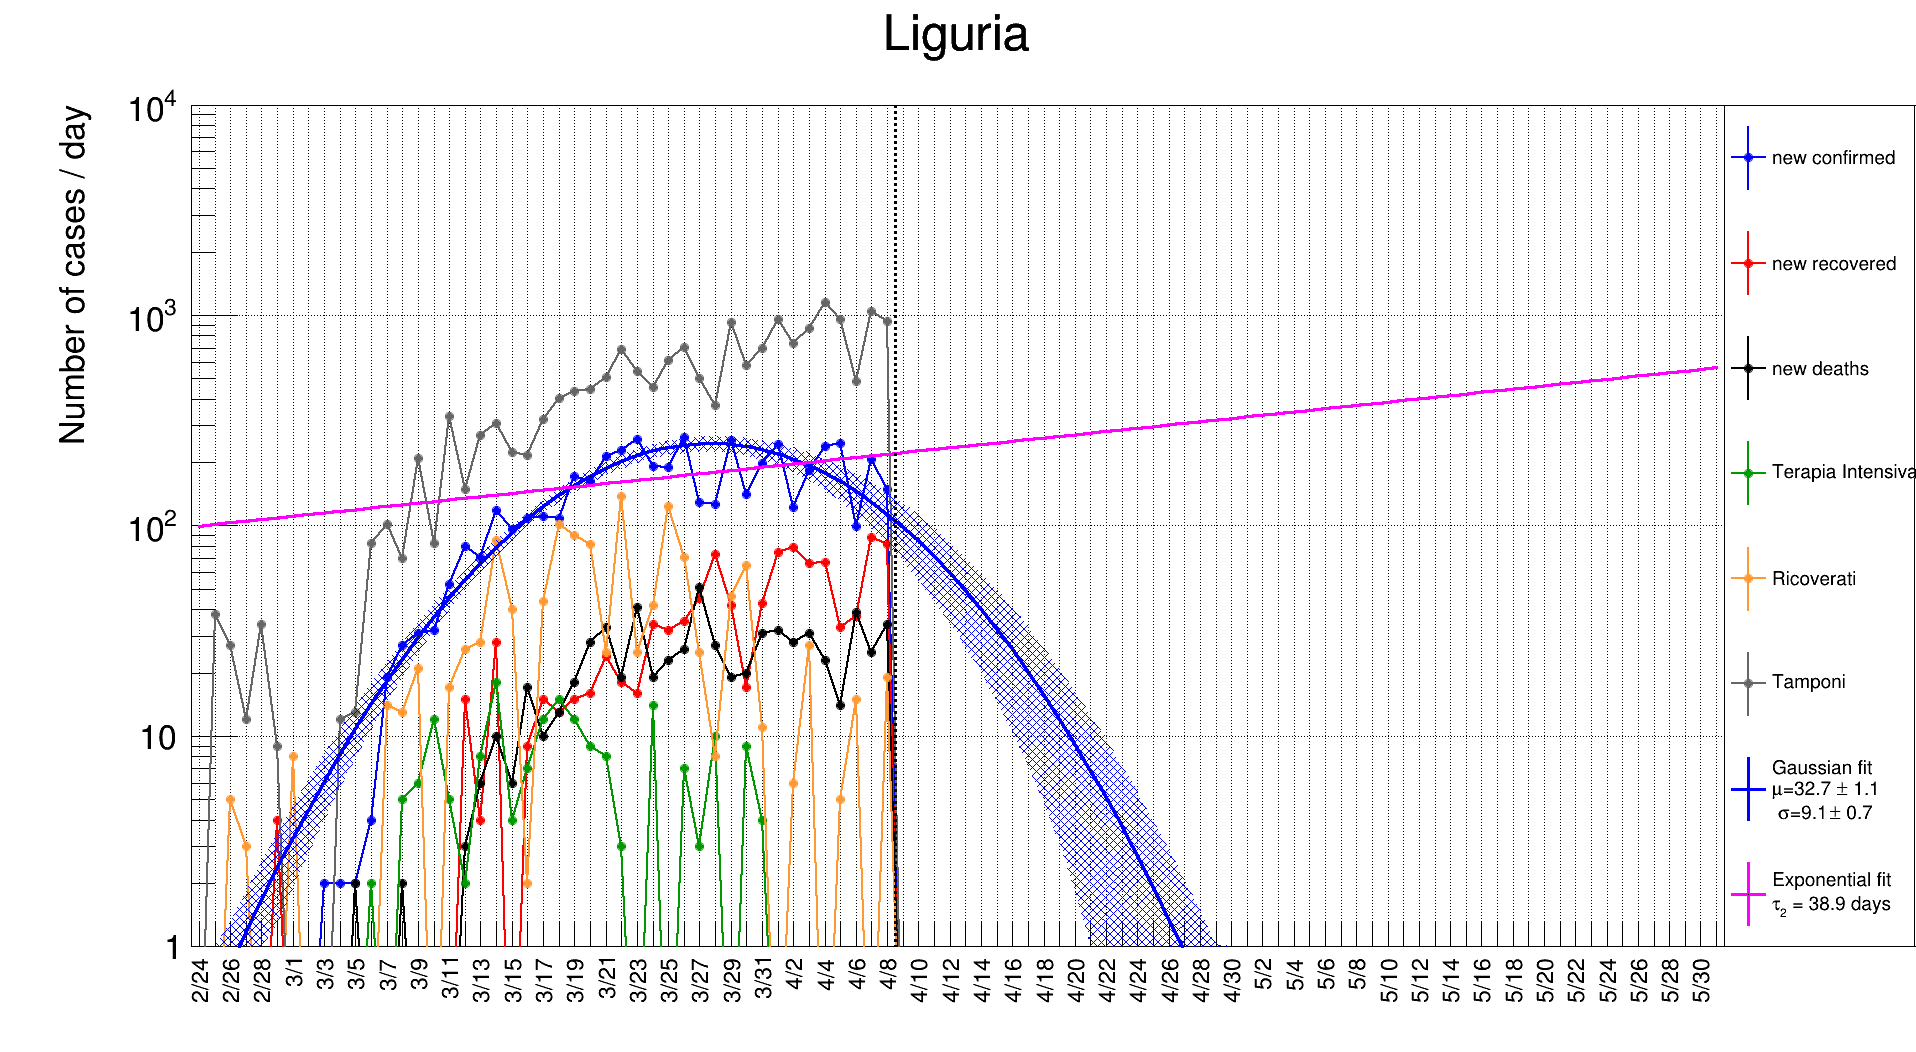 Liguria
Number of cases / day
10⁴
10³
10²
10
1
2/24 2/26 2/28 3/1 3/3 3/5 3/7 3/9 3/11 3/13 3/15 3/17 3/19 3/21 3/23 3/25 3/27 3/29 3/31 4/2 4/4 4/6 4/8 4/10 4/12 4/14 4/16 4/18 4/20 4/22 4/24 4/26 4/28 4/30 5/2 5/4 5/6 5/8 5/10 5/12 5/14 5/16 5/18 5/20 5/22 5/24 5/26 5/28 5/30
new confirmed
new recovered
new deaths
Terapia Intensiva
Ricoverati
Tamponi
Gaussian fit
μ=32.7 ± 1.1
σ=9.1 ± 0.7
Exponential fit
τ₂ = 38.9 days